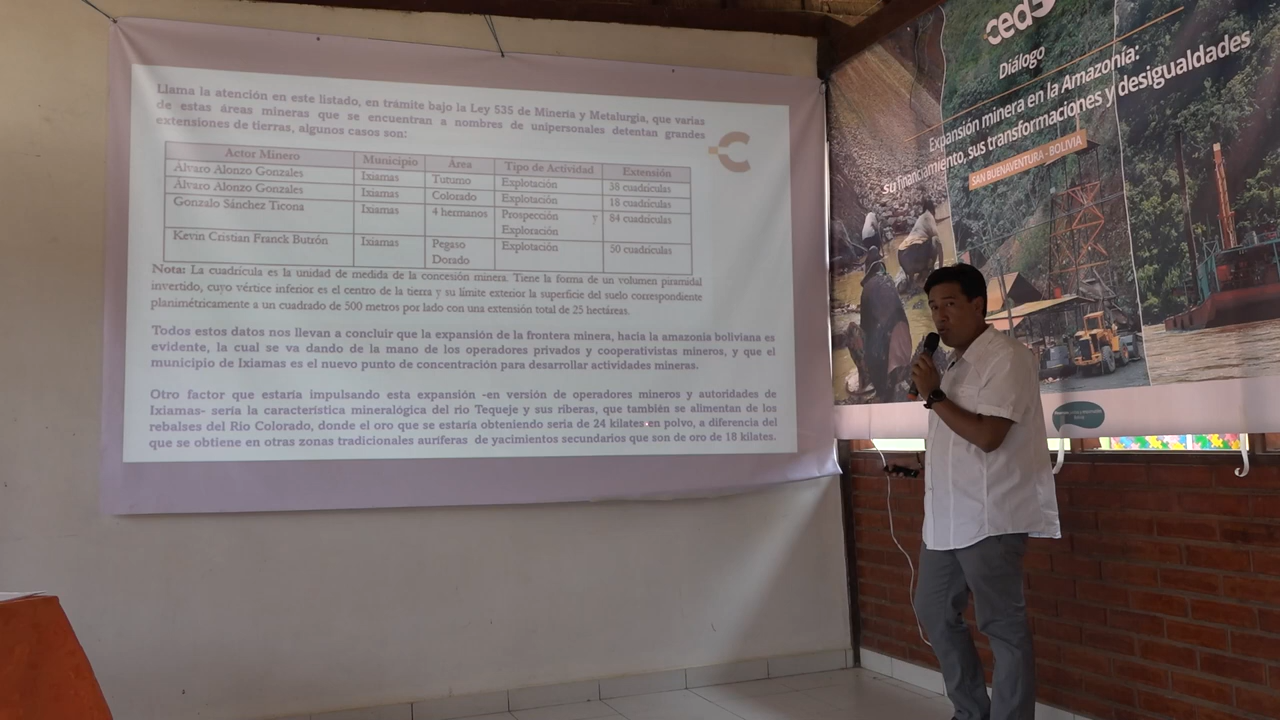 Llama la atención en este listado, en trámite bajo la Ley 535 de Minería y Metalurgia, que varias
de estas áreas mineras que se encuentran a nombres de unipersonales detentan grandes
extensiones de tierras, algunos casos son:
Actor Minero Municipio Área Tipo de Actividad Extensión
Álvaro Alonzo Gonzales Ixiamas Tutumo Explotación 38 cuadrículas
Álvaro Alonzo Gonzales Ixiamas Colorado Explotación 18 cuadrículas
Gonzalo Sánchez Ticona Ixiamas 4 hermanos Prospección y 84 cuadrículas
Exploración
Kevin Cristian Franck Butrón Ixiamas Pegaso Explotación 50 cuadrículas
Dorado
Nota: La cuadrícula es la unidad de medida de la concesión minera. Tiene la forma de un volumen piramidal
invertido, cuyo vértice inferior es el centro de la tierra y su límite exterior la superficie del suelo correspondiente
planimétricamente a un cuadrado de 500 metros por lado con una extensión total de 25 hectáreas.
Todos estos datos nos llevan a concluir que la expansión de la frontera minera, hacia la amazonía boliviana es
evidente, la cual se va dando de la mano de los operadores privados y cooperativistas mineros, y que el
municipio de Ixiamas es el nuevo punto de concentración para desarrollar actividades mineras.
Otro factor que estaría impulsando esta expansión -en versión de operadores mineros y autoridades de
Ixiamas- sería la característica mineralógica del río Tequeje y sus riberas, que también se alimentan de los
rebalses del Río Colorado, donde el oro que se estaría obteniendo sería de 24 kilates en polvo, a diferencia del
que se obtiene en otras zonas tradicionales auríferas de yacimientos secundarios que son de oro de 18 kilates.
Diálogo
Expansión minera en la Amazonía:
su financiamiento, sus transformaciones y desigualdades
SAN BUENAVENTURA - BOLIVIA